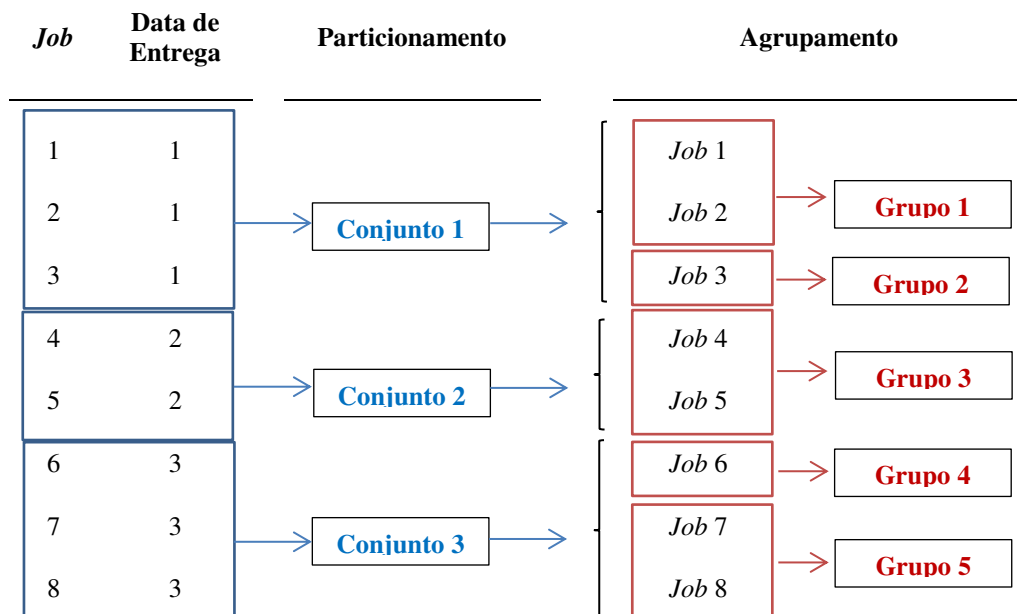 Job Data de Entrega Particionamento Agrupamento
1 1 Job 1
2 1 Conjunto 1 Job 2 Grupo 1
3 1 Job 3 Grupo 2
4 2 Job 4
5 2 Conjunto 2 Job 5 Grupo 3
6 3 Job 6 Grupo 4
7 3 Conjunto 3 Job 7
8 3 Job 8 Grupo 5